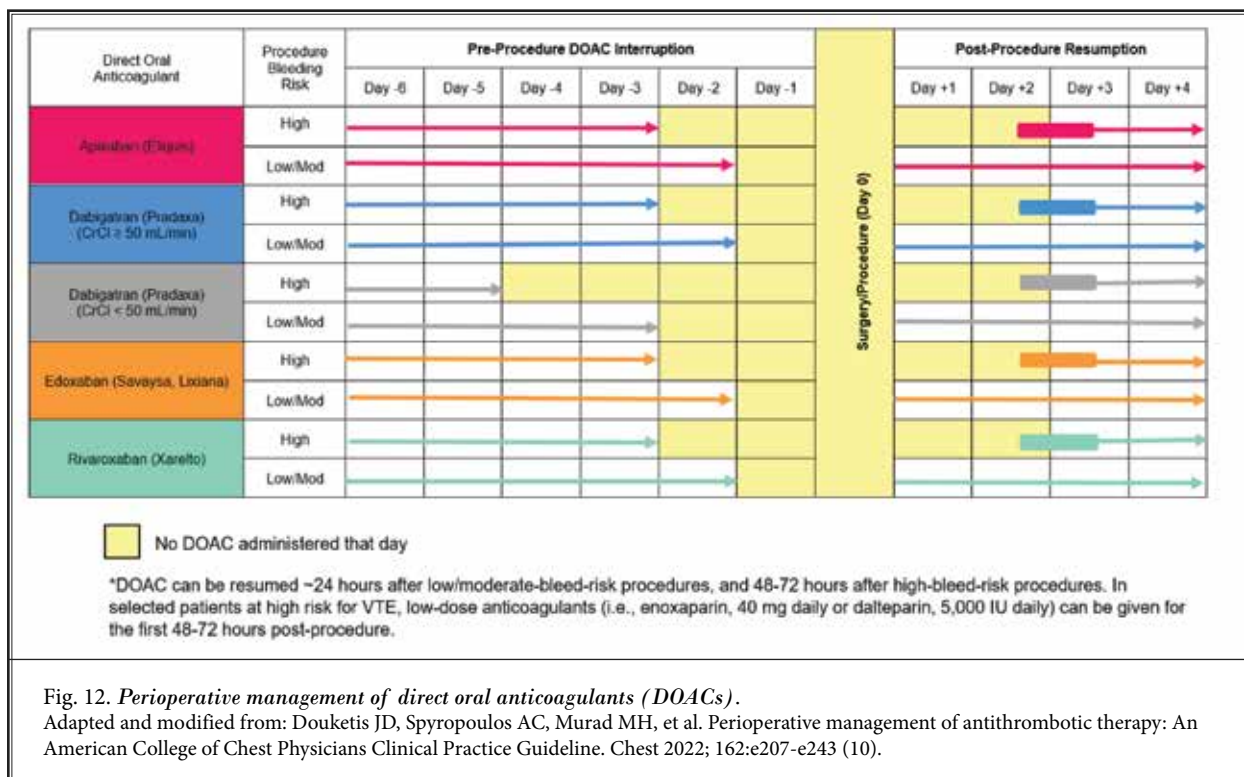 Direct Oral
Anticoagulant
Procedure
Bleeding
Risk
Pre-Procedure DOAC Interruption
Post-Procedure Resumption
Day -6
Day -5
Day -4
Day -3
Day -2
Day -1
Surgery/Procedure (Day 0)
Day +1
Day +2
Day +3
Day +4
Apixaban (Eliquis)
High
Low/Mod
Dabigatran (Pradaxa)
(CrCl ≥ 50 mL/min)
High
Low/Mod
Dabigatran (Pradaxa)
(CrCl < 50 mL/min)
High
Low/Mod
Edoxaban (Savaysa, Lixiana)
High
Low/Mod
Rivaroxaban (Xarelto)
High
Low/Mod
No DOAC administered that day
*DOAC can be resumed ~24 hours after low/moderate-bleed-risk procedures, and 48-72 hours after high-bleed-risk procedures. In
selected patients at high risk for VTE, low-dose anticoagulants (i.e., enoxaparin, 40 mg daily or dalteparin, 5,000 IU daily) can be given for
the first 48-72 hours post-procedure.
Fig. 12. Perioperative management of direct oral anticoagulants (DOACs).
Adapted and modified from: Douketis JD, Spyropoulos AC, Murad MH, et al. Perioperative management of antithrombotic therapy: An
American College of Chest Physicians Clinical Practice Guideline. Chest 2022; 162:e207-e243 (10).